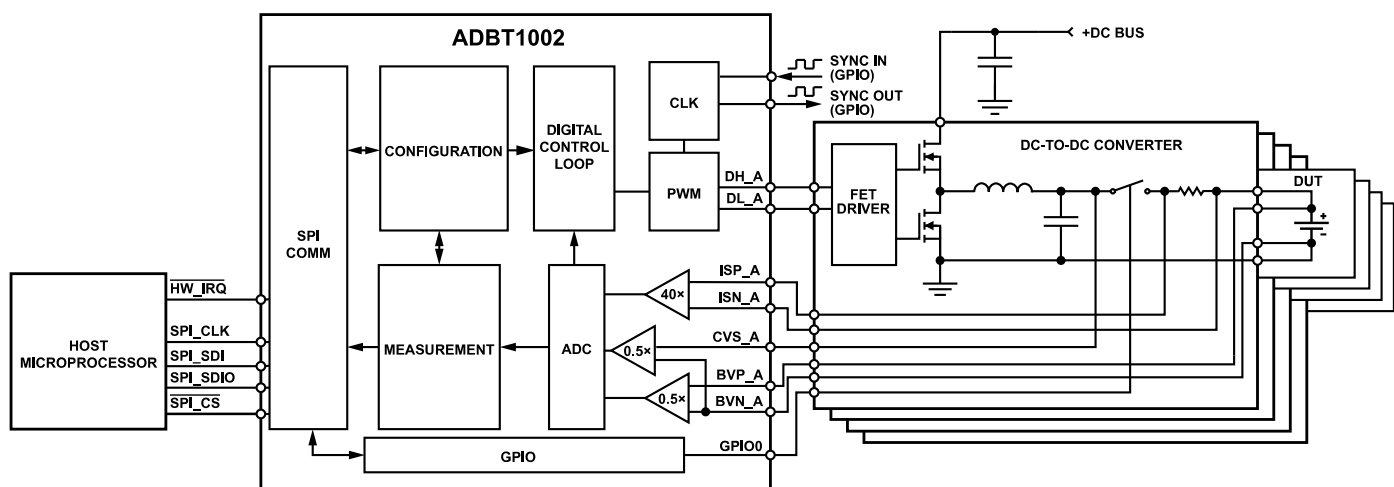 ADBT1002
+DC BUS
SYNC IN
(GPIO)
SYNC OUT
(GPIO)
CLK
CONFIGURATION
DIGITAL
CONTROL
LOOP
PWM
DH_A
DL_A
DC-TO-DC CONVERTER
FET
DRIVER
DUT
+
-
SPI
COMM
HOST
MICROPROCESSOR
HW_IRQ
SPI_CLK
SPI_SDI
SPI_SDIO
SPI_CS
MEASUREMENT
ADC
40×
0.5×
0.5×
ISP_A
ISN_A
CVS_A
BVP_A
BVN_A
GPIO0
GPIO